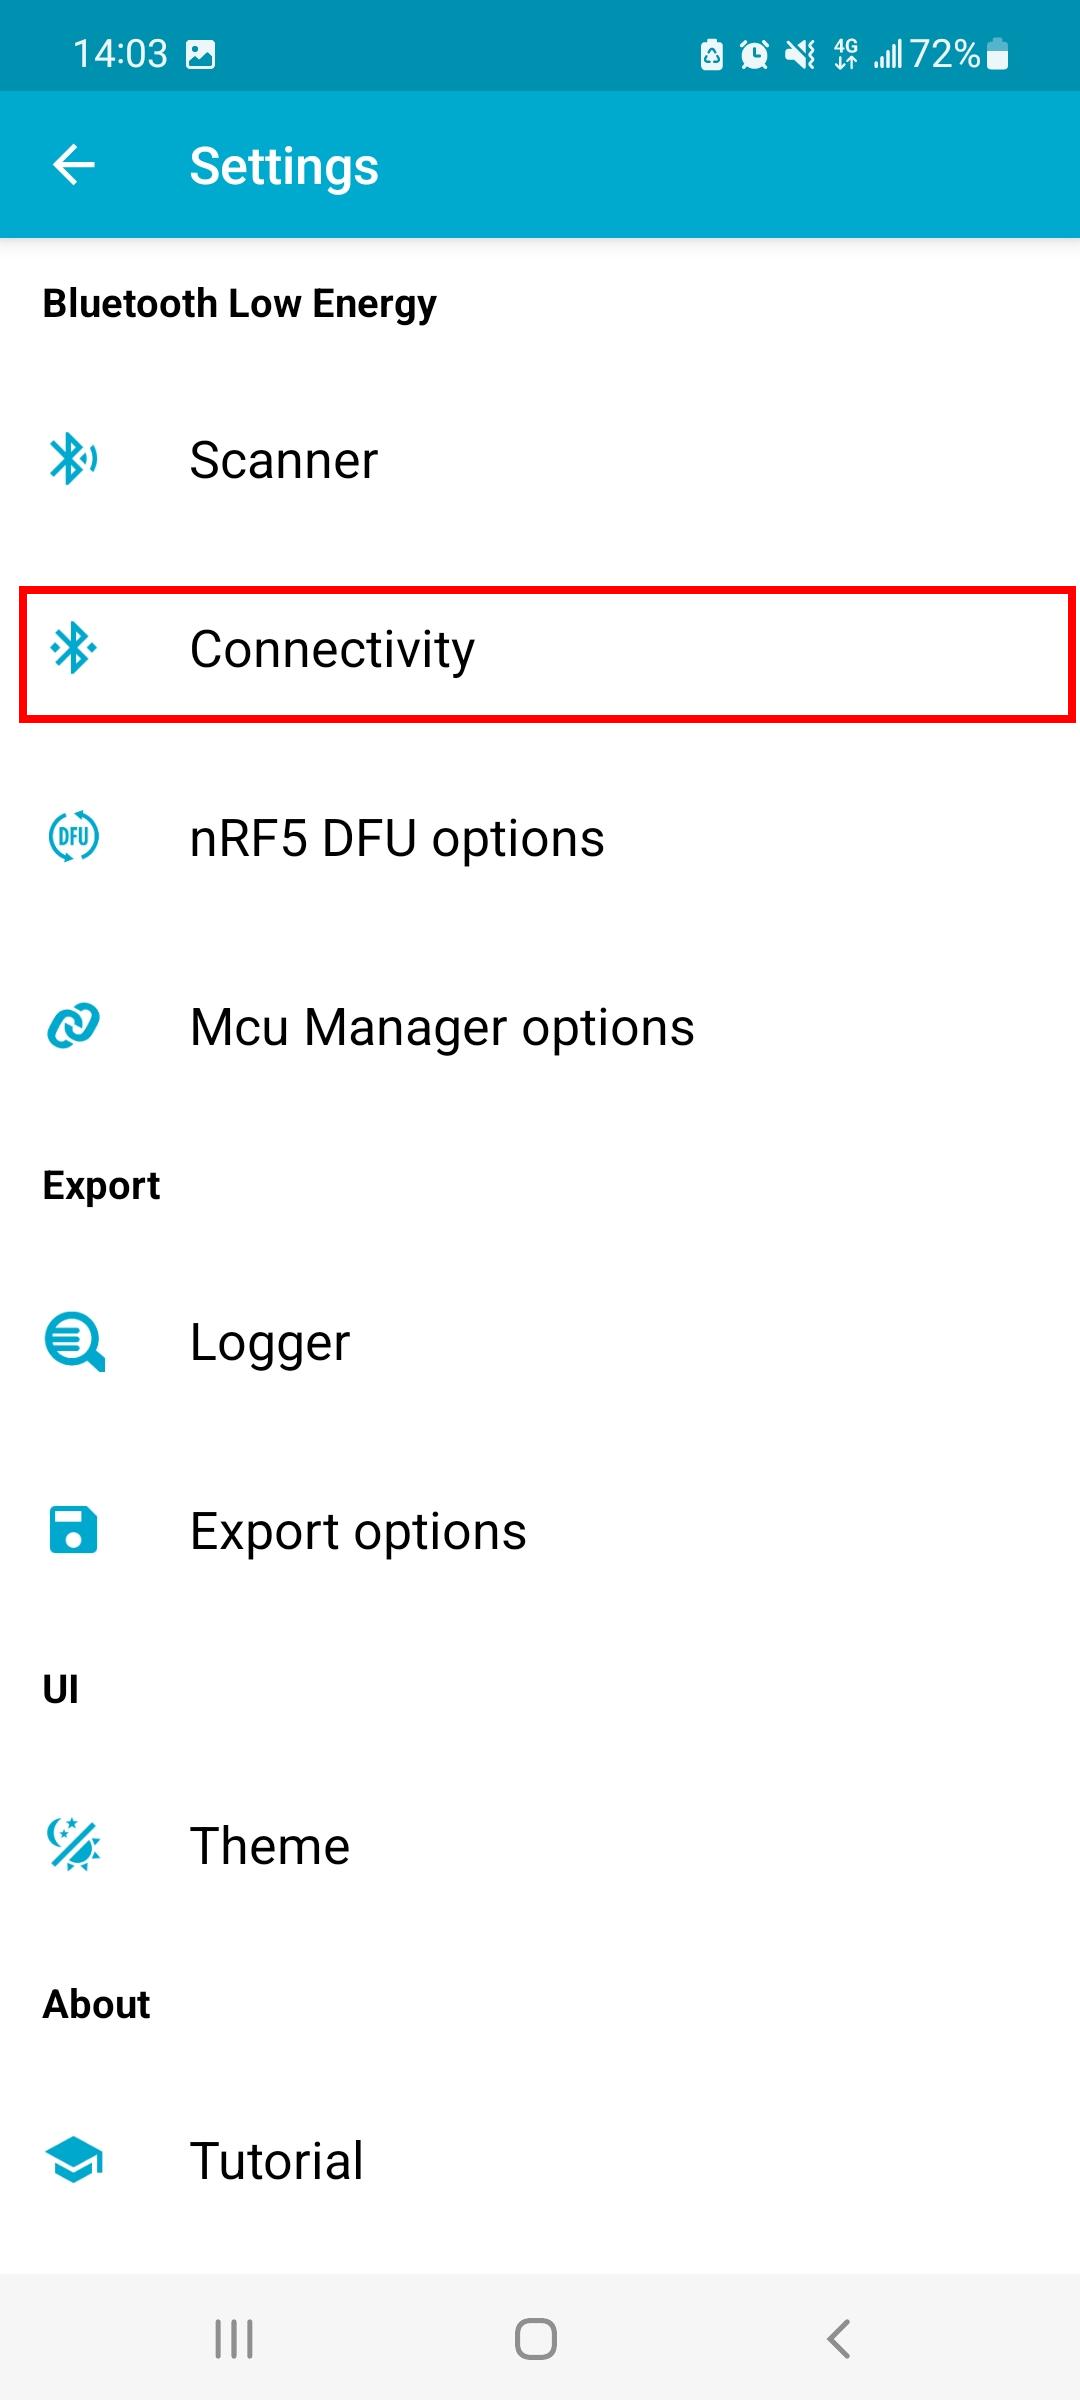 14:03 4G 72%
Settings
Bluetooth Low Energy
Scanner
Connectivity
DFU nRF5 DFU options
Mcu Manager options
Export
Logger
Export options
UI
Theme
About
Tutorial